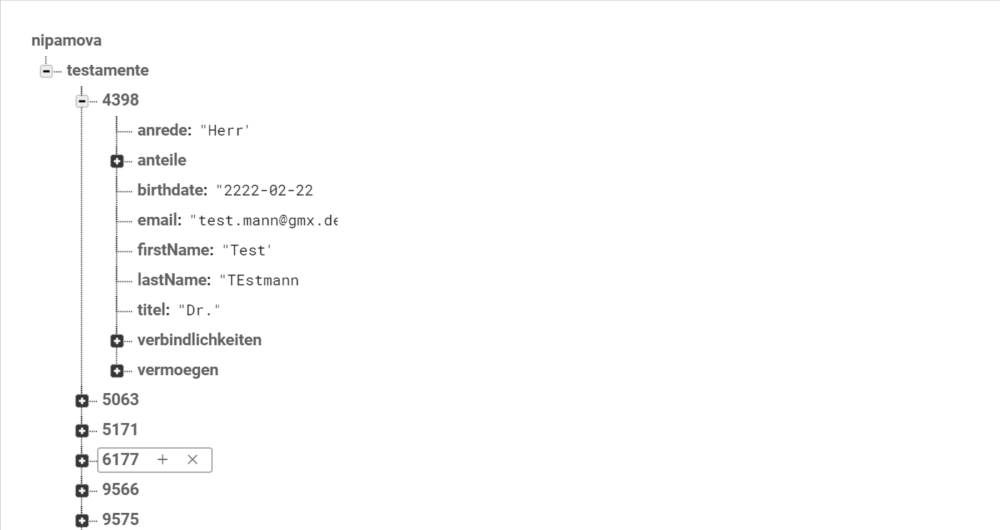 nipamova
testamente
4398
anrede: "Herr'
anteile
birthdate: "2222-02-22
email: "test.mann@gmx.de
firstName: "Test'
lastName: "TEstmann
titel: "Dr."
verbindlichkeiten
vermoegen
5063
5171
6177
9566
9575